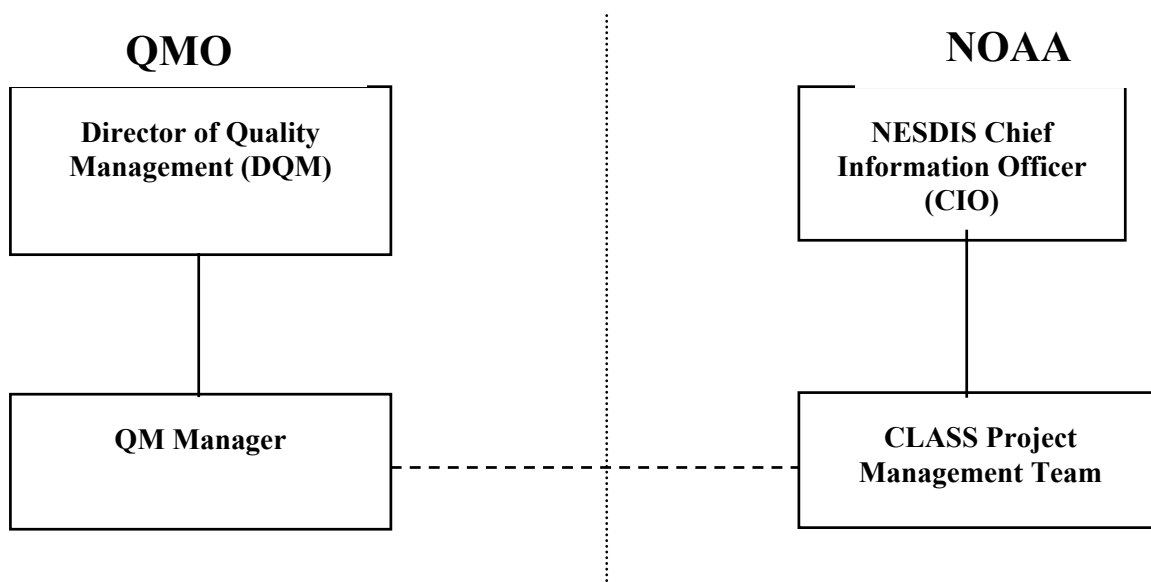 QMO
NOAA
Director of Quality
Management (DQM)
NESDIS Chief
Information Officer
(CIO)
QM Manager
CLASS Project
Management Team